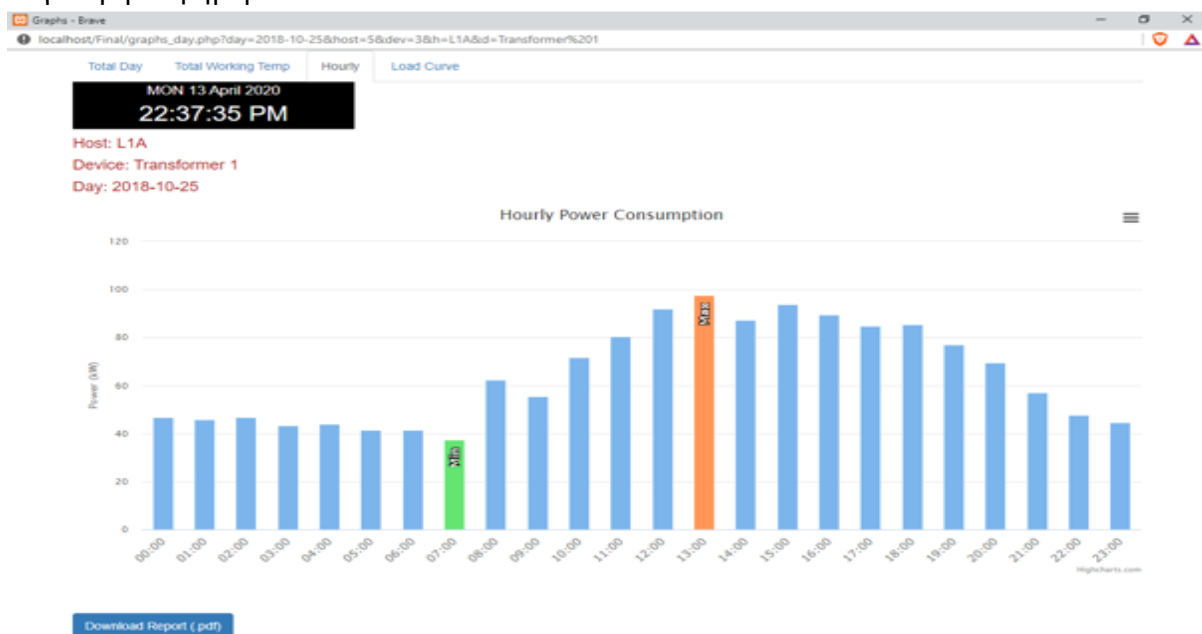 Graphs - Brave
localhost/Final/graphs_day.php?day=2018-10-25&host=5&dev=3&h=L1A&d=Transformer%201
Total Day Total Working Temp Hourly Load Curve
MON 13 April 2020
22:37:35 PM
Host: L1A
Device: Transformer 1
Day: 2018-10-25
Hourly Power Consumption
Power (kW)
120
100
80
60
40
20
0
Min
Max
00:00 01:00 02:00 03:00 04:00 05:00 06:00 07:00 08:00 09:00 10:00 11:00 12:00 13:00 14:00 15:00 16:00 17:00 18:00 19:00 20:00 21:00 22:00 23:00
Highcharts.com
Download Report (.pdf)